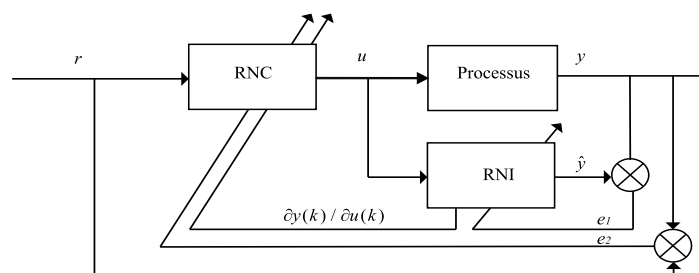 r
RNC
u
Processus
y
RNI
ŷ
∂y(k) / ∂u(k)
e₁
e₂